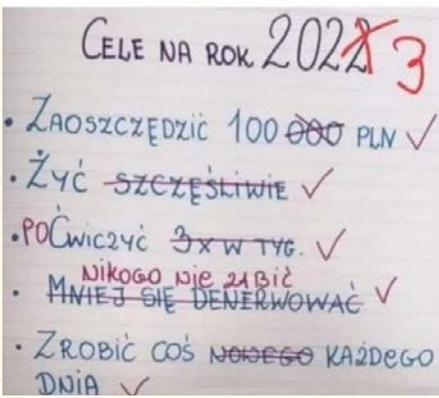 CELE NA ROK 2022 3
• ZAOSZCZĘDZIĆ 100 000 PLN ✓
• ŻYĆ SZCZĘŚLIWIE ✓
• POĆWICZYĆ 3X W TYG. ✓
NIKOGO NIE ZABIĆ
• MNIEJ SIĘ DENERWOWAĆ ✓
• ZROBIĆ COŚ NOWEGO KAŻDEGO
DNIA ✓